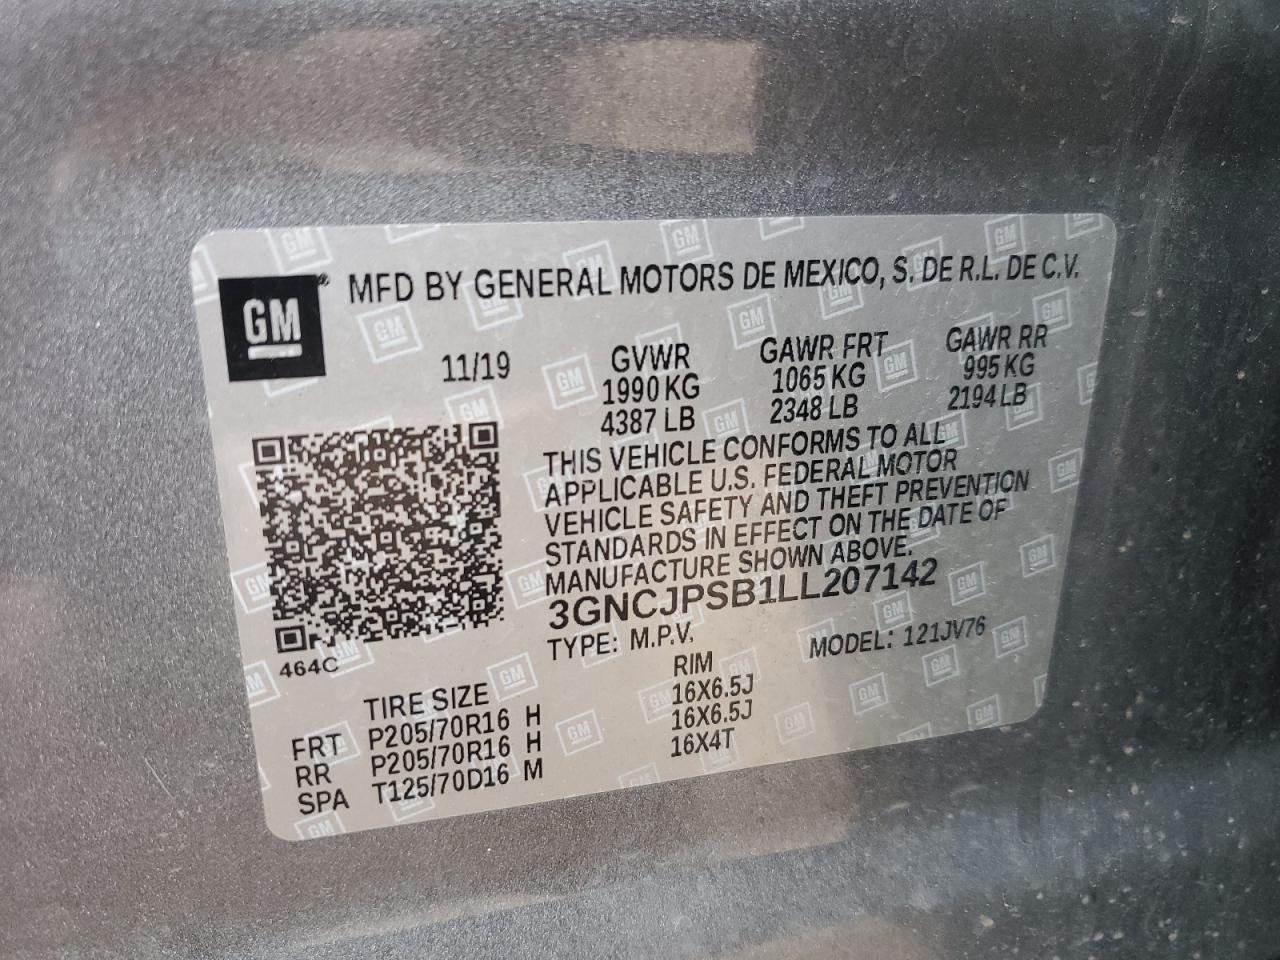 GM® MFD BY GENERAL MOTORS DE MEXICO, S. DE R.L. DE C.V.
11/19
GVWR GAWR FRT GAWR RR
1990 KG 1065 KG 995 KG
4387 LB 2348 LB 2194 LB
THIS VEHICLE CONFORMS TO ALL
APPLICABLE U.S. FEDERAL MOTOR
VEHICLE SAFETY AND THEFT PREVENTION
STANDARDS IN EFFECT ON THE DATE OF
MANUFACTURE SHOWN ABOVE.
3GNCJPSB1LL207142
TYPE: M.P.V. MODEL: 121JV76
464C
TIRE SIZE RIM
FRT P205/70R16 H 16X6.5J
RR P205/70R16 H 16X6.5J
SPA T125/70D16 M 16X4T